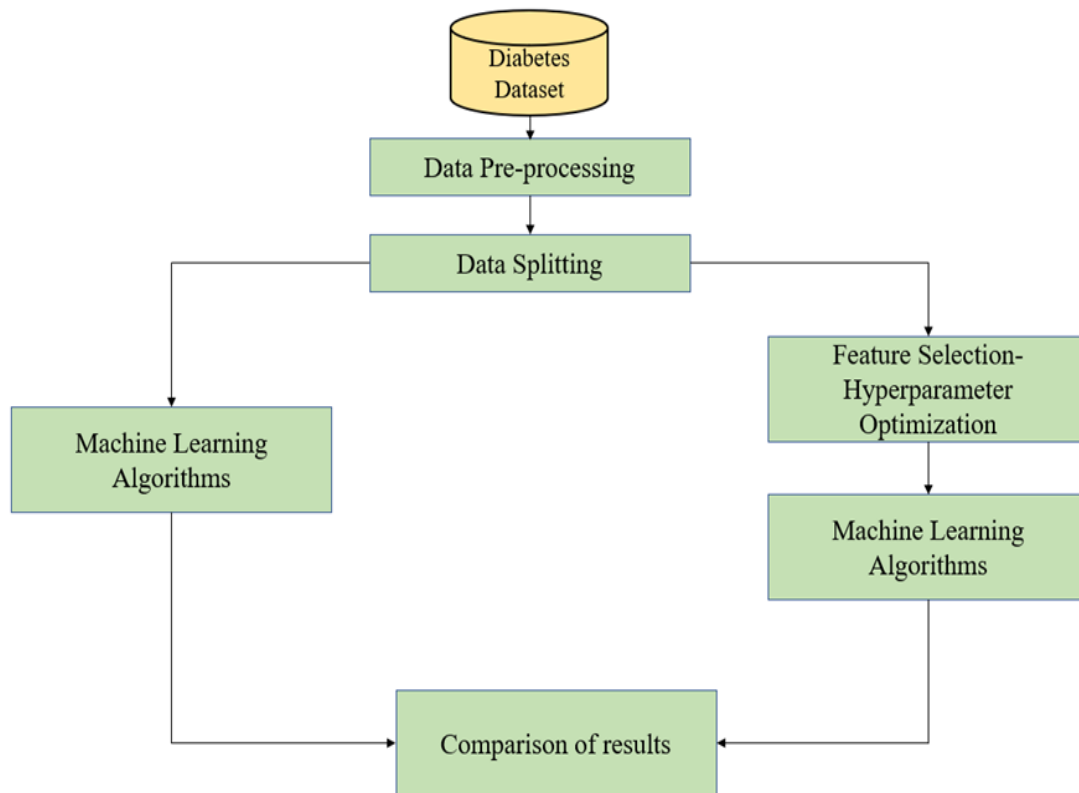 Diabetes
Dataset
Data Pre-processing
Data Splitting
Feature Selection-
Hyperparameter
Optimization
Machine Learning
Algorithms
Machine Learning
Algorithms
Comparison of results